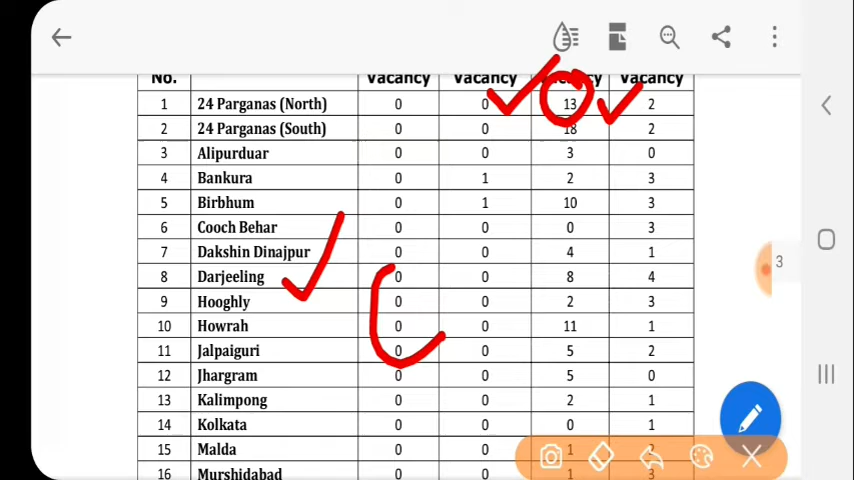 No. Vacancy Vacancy Vacancy Vacancy
1 24 Parganas (North) 0 0 13 2
2 24 Parganas (South) 0 0 18 2
3 Alipurduar 0 0 3 0
4 Bankura 0 1 2 3
5 Birbhum 0 1 10 3
6 Cooch Behar 0 0 0 3
7 Dakshin Dinajpur 0 0 4 1
8 Darjeeling 0 0 8 4
9 Hooghly 0 0 2 3
10 Howrah 0 0 11 1
11 Jalpaiguri 0 0 5 2
12 Jhargram 0 0 5 0
13 Kalimpong 0 0 2 1
14 Kolkata 0 0 0 1
15 Malda 0 0 1 2
16 Murshidabad 0 0 1 3
3